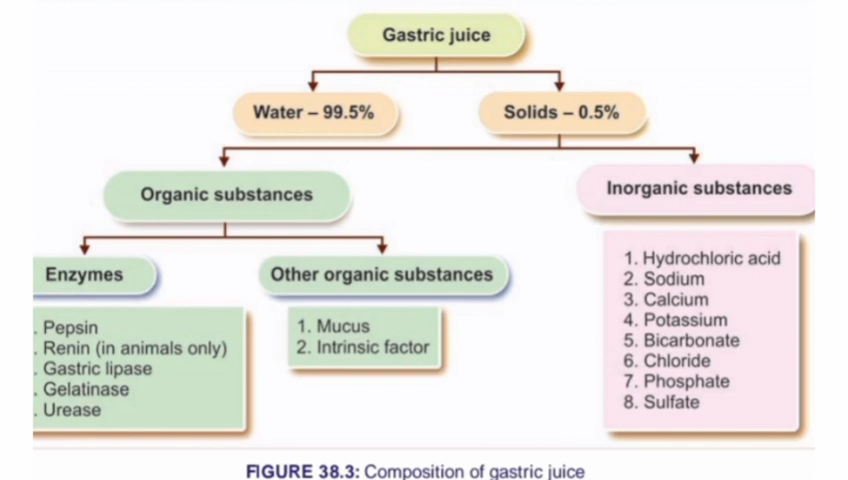 Gastric juice
Water – 99.5%
Solids – 0.5%
Organic substances
Inorganic substances
Enzymes
Other organic substances
. Pepsin
. Renin (in animals only)
. Gastric lipase
. Gelatinase
. Urease
1. Mucus
2. Intrinsic factor
1. Hydrochloric acid
2. Sodium
3. Calcium
4. Potassium
5. Bicarbonate
6. Chloride
7. Phosphate
8. Sulfate
FIGURE 38.3: Composition of gastric juice